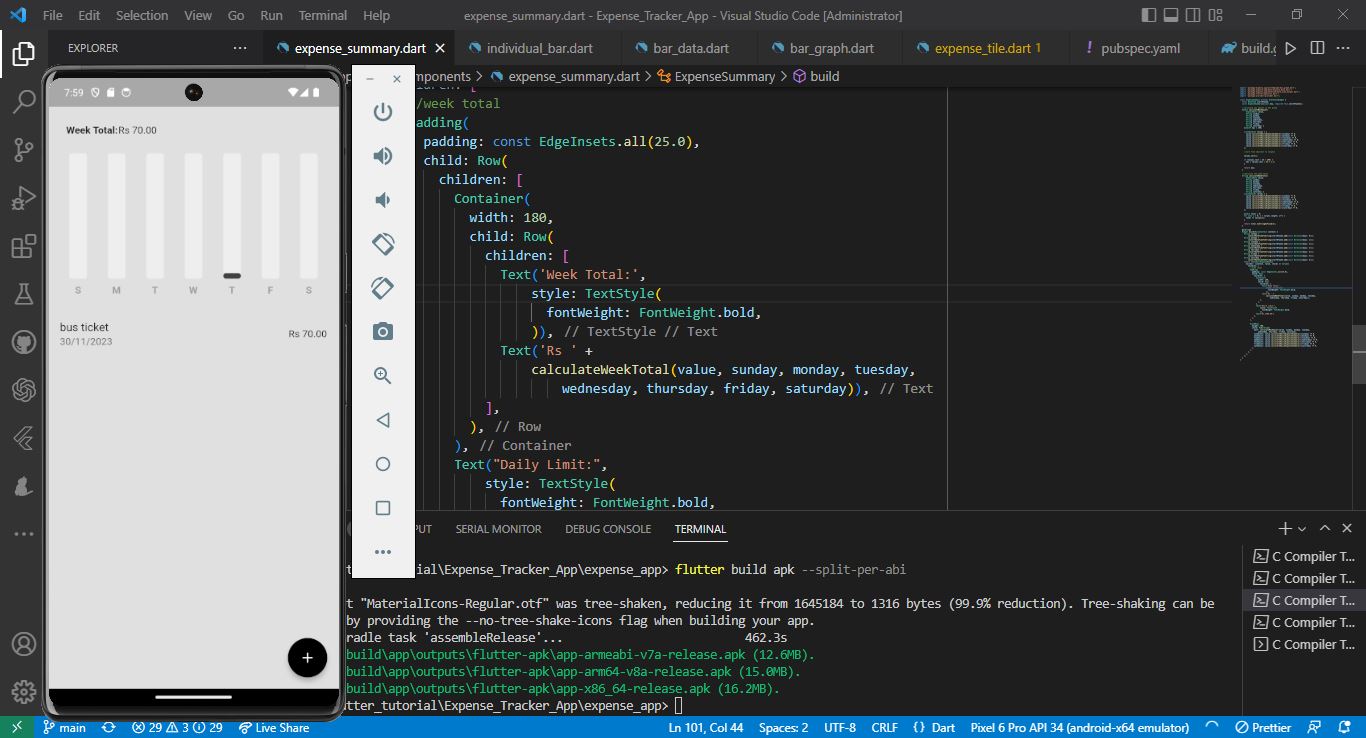 File Edit Selection View Go Run Terminal Help
expense_summary.dart - Expense_Tracker_App - Visual Studio Code [Administrator]
EXPLORER
expense_summary.dart
individual_bar.dart
bar_data.dart
bar_graph.dart
expense_tile.dart 1
pubspec.yaml
build.g
mponents > expense_summary.dart > ExpenseSummary > build
7:59
Week Total:Rs 70.00
S M T W T F S
bus ticket
30/11/2023
Rs 70.00
+
/week total
adding(
padding: const EdgeInsets.all(25.0),
child: Row(
children: [
Container(
width: 180,
child: Row(
children: [
Text('Week Total:',
style: TextStyle(
fontWeight: FontWeight.bold,
)), // TextStyle // Text
Text('Rs ' +
calculateWeekTotal(value, sunday, monday, tuesday,
wednesday, thursday, friday, saturday)), // Text
],
), // Row
), // Container
Text("Daily Limit:",
style: TextStyle(
fontWeight: FontWeight.bold,
PUT SERIAL MONITOR DEBUG CONSOLE TERMINAL
ial\Expense_Tracker_App\expense_app> flutter build apk --split-per-abi
t "MaterialIcons-Regular.otf" was tree-shaken, reducing it from 1645184 to 1316 bytes (99.9% reduction). Tree-shaking can be
by providing the --no-tree-shake-icons flag when building your app.
radle task 'assembleRelease'... 462.3s
build\app\outputs\flutter-apk\app-armeabi-v7a-release.apk (12.6MB).
build\app\outputs\flutter-apk\app-arm64-v8a-release.apk (15.0MB).
build\app\outputs\flutter-apk\app-x86_64-release.apk (16.2MB).
tter_tutorial\Expense_Tracker_App\expense_app>
C Compiler T...
C Compiler T...
C Compiler T...
C Compiler T...
C Compiler T...
main 29 3 29 Live Share
Ln 101, Col 44 Spaces: 2 UTF-8 CRLF {} Dart Pixel 6 Pro API 34 (android-x64 emulator) Prettier